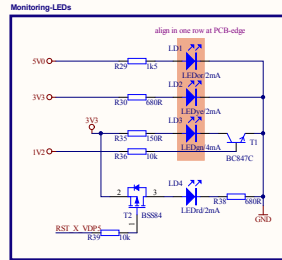 Monitoring-LEDs
align in one row at PCB-edge
LD1
5V0
R29 1k5 LEDor/2mA
LD2
3V3
R30 680R LEDye/2mA
3V3 LD3
R35 150R LEDgn/4mA T1
1V2
R36 10k BC847C
LD4
2 3
R38 680R
LEDrd/2mA
T2 BSS84
1
GND
RST_X_VDP5
R39 10k